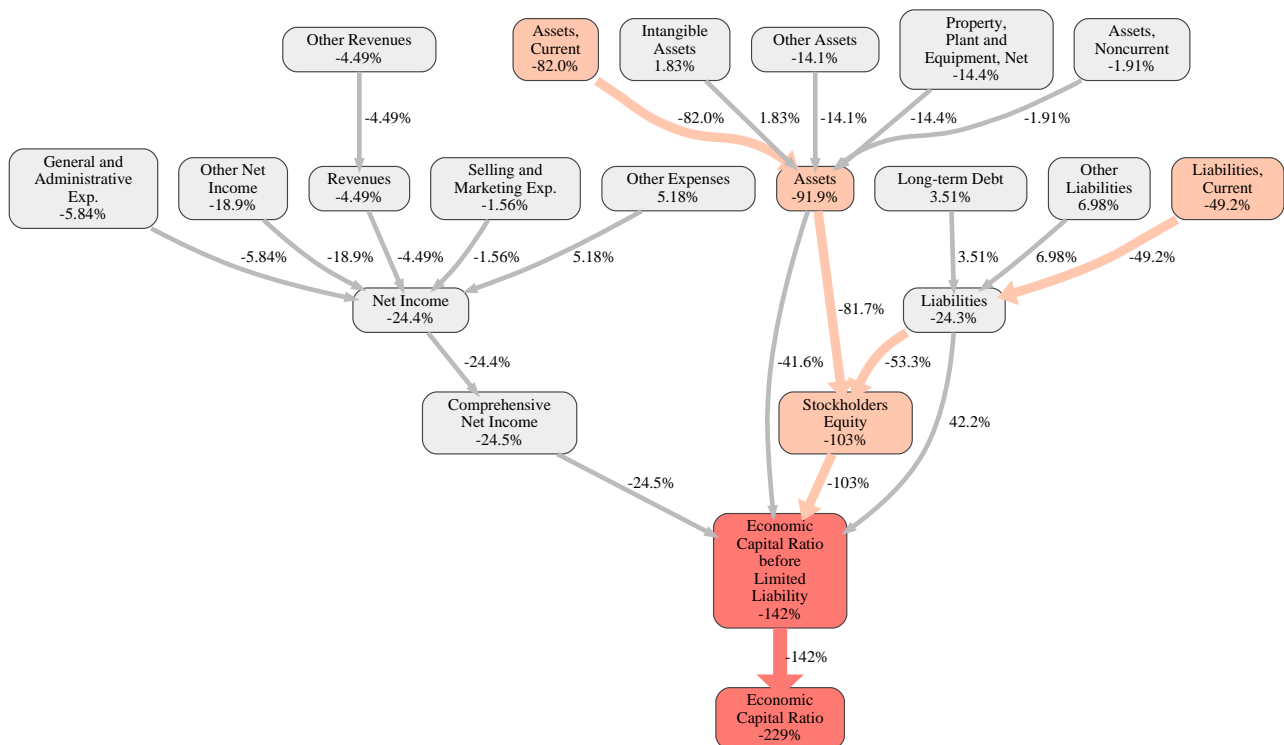 Other Revenues
-4.49%
Assets,
Current
-82.0%
Intangible
Assets
1.83%
Other Assets
-14.1%
Property,
Plant and
Equipment, Net
-14.4%
Assets,
Noncurrent
-1.91%
-4.49%
-82.0%
1.83%
-14.1%
-14.4%
-1.91%
General and
Administrative
Exp.
-5.84%
Other Net
Income
-18.9%
Revenues
-4.49%
Selling and
Marketing Exp.
-1.56%
Other Expenses
5.18%
Assets
-91.9%
Long-term Debt
3.51%
Other
Liabilities
6.98%
Liabilities,
Current
-49.2%
-5.84%
-18.9%
-4.49%
-1.56%
5.18%
3.51%
6.98%
-49.2%
Net Income
-24.4%
-81.7%
Liabilities
-24.3%
-24.4%
-41.6%
-53.3%
Comprehensive
Net Income
-24.5%
Stockholders
Equity
-103%
42.2%
-24.5%
-103%
Economic
Capital Ratio
before
Limited
Liability
-142%
-142%
Economic
Capital Ratio
-229%